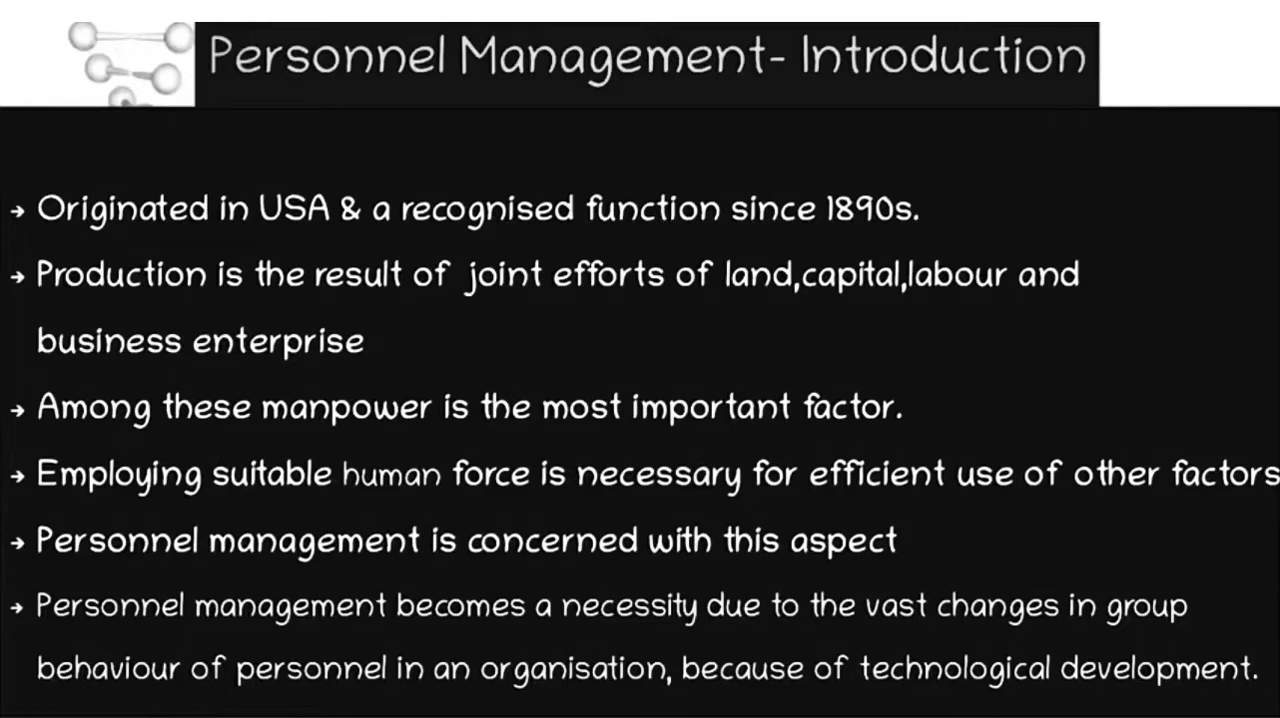 Personnel Management- Introduction
→ Originated in USA & a recognised function since 1890s.
→ Production is the result of joint efforts of land,capital,labour and
business enterprise
→ Among these manpower is the most important factor.
→ Employing suitable human force is necessary for efficient use of other factors
→ Personnel management is concerned with this aspect
→ Personnel management becomes a necessity due to the vast changes in group
behaviour of personnel in an organisation, because of technological development.